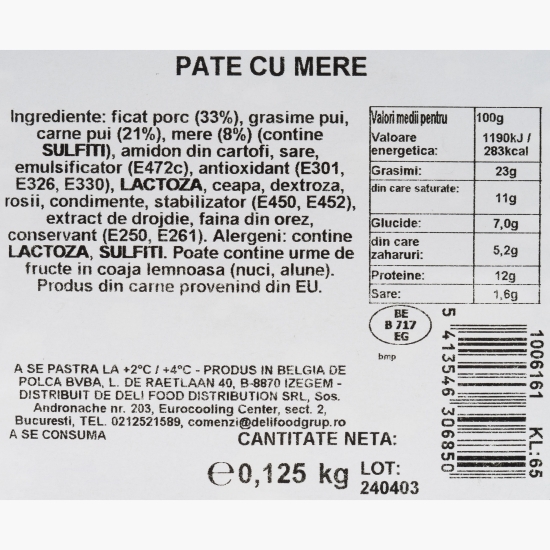 PATE CU MERE
Ingrediente: ficat porc (33%), grasime pui,
carne pui (21%), mere (8%) (contine
SULFITI), amidon din cartofi, sare,
emulsificator (E472c), antioxidant (E301,
E326, E330), LACTOZA, ceapa, dextroza,
rosii, condimente, stabilizator (E450, E452),
extract de drojdie, faina din orez,
conservant (E250, E261). Alergeni: contine
LACTOZA, SULFITI. Poate contine urme de
fructe in coaja lemnoasa (nuci, alune).
Produs din carne provenind din EU.
Valori medii pentru 100g
Valoare energetica: 1190kJ / 283kcal
Grasimi: 23g
din care saturate: 11g
Glucide: 7,0g
din care zaharuri: 5,2g
Proteine: 12g
Sare: 1,6g
BE
B 717
EG
bmp
5 413546 306850
1006161 KL:65
A SE PASTRA LA +2°C / +4°C - PRODUS IN BELGIA DE
POLCA BVBA, L. DE RAETLAAN 40, B-8870 IZEGEM -
DISTRIBUIT DE DELI FOOD DISTRIBUTION SRL, Sos.
Andronache nr. 203, Eurocooling Center, sect. 2,
Bucuresti, TEL. 0212521589, comenzi@delifoodgrup.ro
A SE CONSUMA
CANTITATE NETA:
℮0,125 kg
LOT:
240403